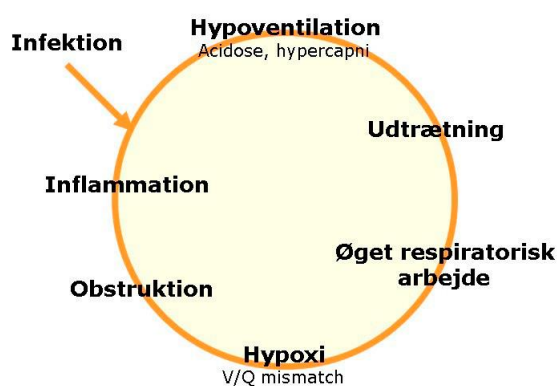 Hypoventilation
Acidose, hypercapni
Infektion
Udtrætning
Inflammation
Øget respiratorisk
arbejde
Obstruktion
Hypoxi
V/Q mismatch